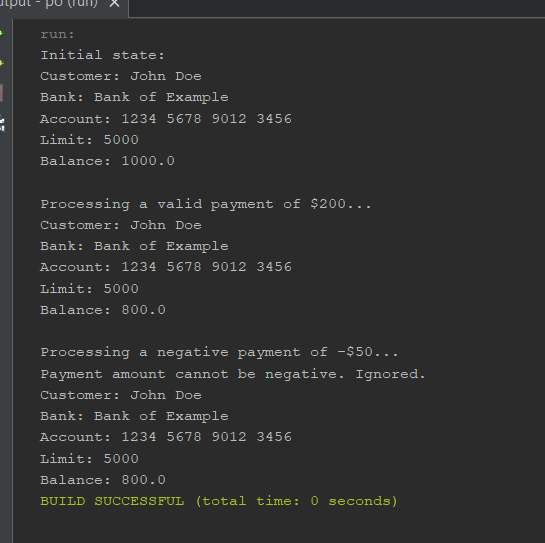 utput - po (run) ×
run:
Initial state:
Customer: John Doe
Bank: Bank of Example
Account: 1234 5678 9012 3456
Limit: 5000
Balance: 1000.0

Processing a valid payment of $200...
Customer: John Doe
Bank: Bank of Example
Account: 1234 5678 9012 3456
Limit: 5000
Balance: 800.0

Processing a negative payment of -$50...
Payment amount cannot be negative. Ignored.
Customer: John Doe
Bank: Bank of Example
Account: 1234 5678 9012 3456
Limit: 5000
Balance: 800.0
BUILD SUCCESSFUL (total time: 0 seconds)